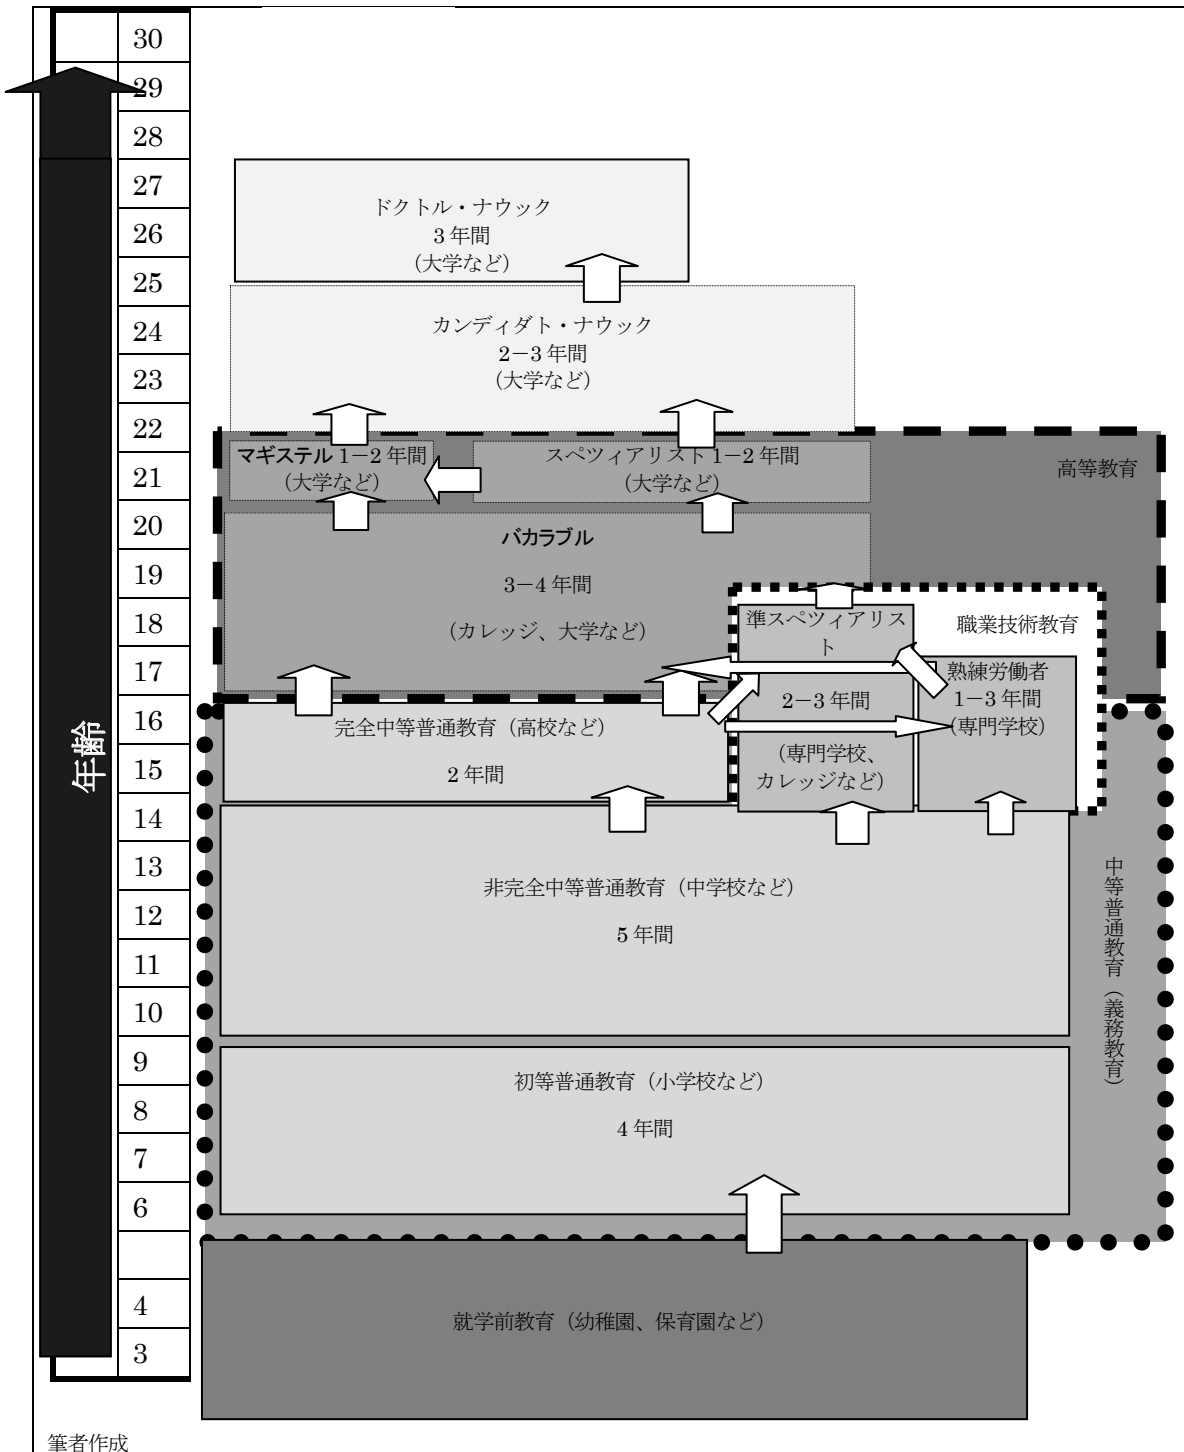 30
29
28
27
26
25
24
23
22
21
20
19
18
17
16
15
14
13
12
11
10
9
8
7
6
4
3
年齢
ドクトル・ナウック
3 年間
(大学など)
カンディダト・ナウック
2−3 年間
(大学など)
マギステル 1−2 年間
(大学など)
スペツィアリスト 1−2 年間
(大学など)
高等教育
バカラブル
3−4 年間
(カレッジ、大学など)
準スペツィアリス
ト
2−3 年間
(専門学校、
カレッジなど)
職業技術教育
熟練労働者
1−3 年間
(専門学校)
完全中等普通教育(高校など)
2 年間
非完全中等普通教育(中学校など)
5 年間
中等普通教育(義務教育)
初等普通教育(小学校など)
4 年間
就学前教育(幼稚園、保育園など)
筆者作成